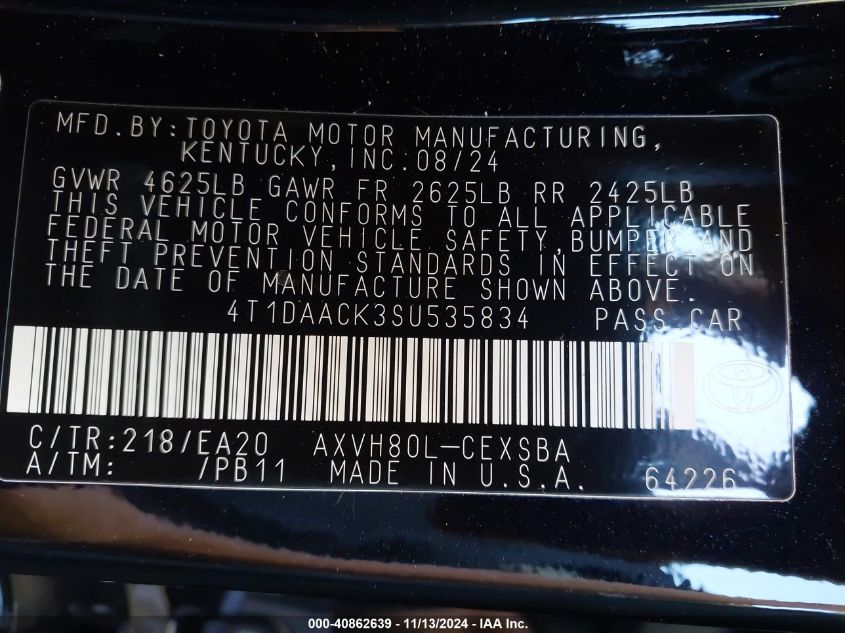 MFD.BY:TOYOTA MOTOR MANUFACTURING,
KENTUCKY,INC.08/24
GVWR 4625LB GAWR FR 2625LB RR 2425LB
THIS VEHICLE CONFORMS TO ALL APPLICABLE
FEDERAL MOTOR VEHICLE SAFETY,BUMPER,AND
THEFT PREVENTION STANDARDS IN EFFECT ON
THE DATE OF MANUFACTURE SHOWN ABOVE.
4T1DAACK3SU535834 PASS CAR
C/TR:218/EA20 AXVH80L-CEXSBA
A/TM: /PB11 MADE IN U.S.A. 64226
000-40862639 - 11/13/2024 - IAA Inc.